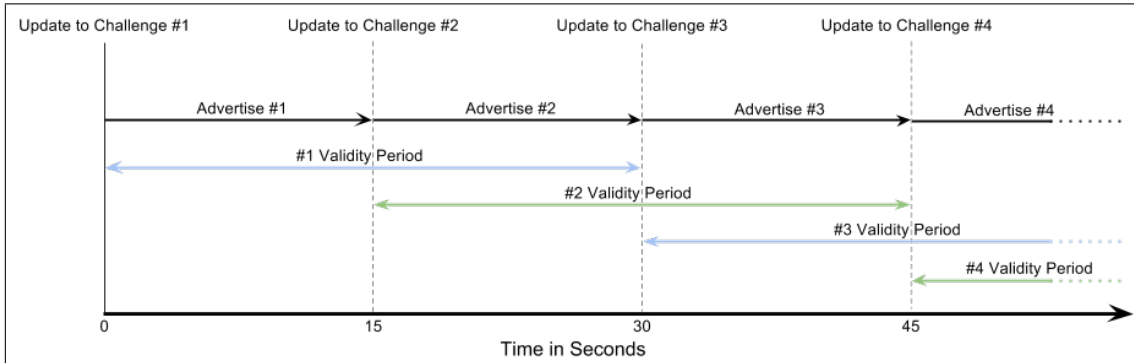 Update to Challenge #1
Update to Challenge #2
Update to Challenge #3
Update to Challenge #4
Advertise #1
Advertise #2
Advertise #3
Advertise #4
#1 Validity Period
#2 Validity Period
#3 Validity Period
#4 Validity Period
0
15
30
45
Time in Seconds